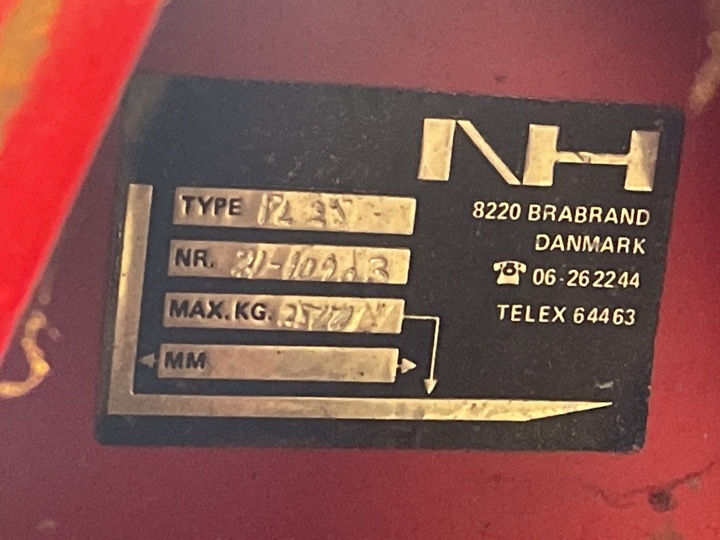 NH
TYPE
NR.
MAX.KG.
MM
8220 BRABRAND
DANMARK
☎ 06-262244
TELEX 64463